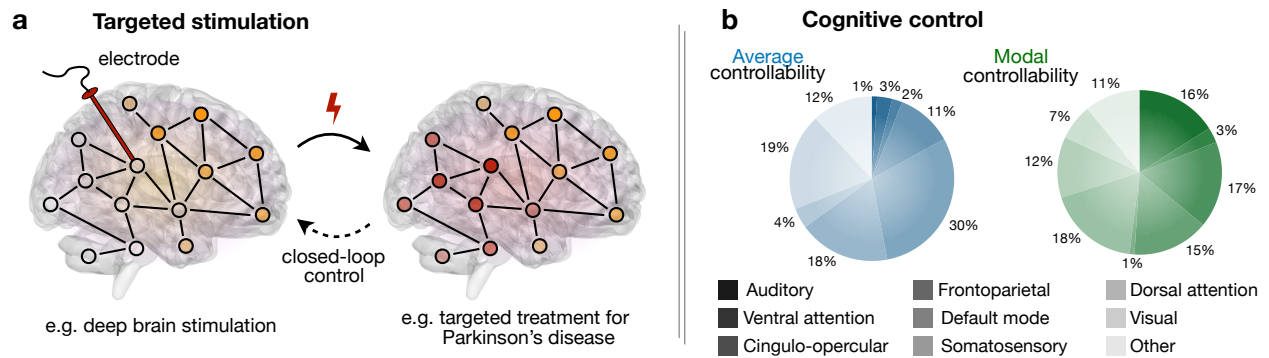 a
Targeted stimulation
electrode
closed-loop
control
e.g. deep brain stimulation
e.g. targeted treatment for
Parkinson's disease
b
Cognitive control
Average
controllability
1%
3%
2%
11%
30%
18%
4%
19%
12%
Modal
controllability
16%
3%
17%
15%
1%
18%
12%
7%
11%
Auditory
Ventral attention
Cingulo-opercular
Frontoparietal
Default mode
Somatosensory
Dorsal attention
Visual
Other